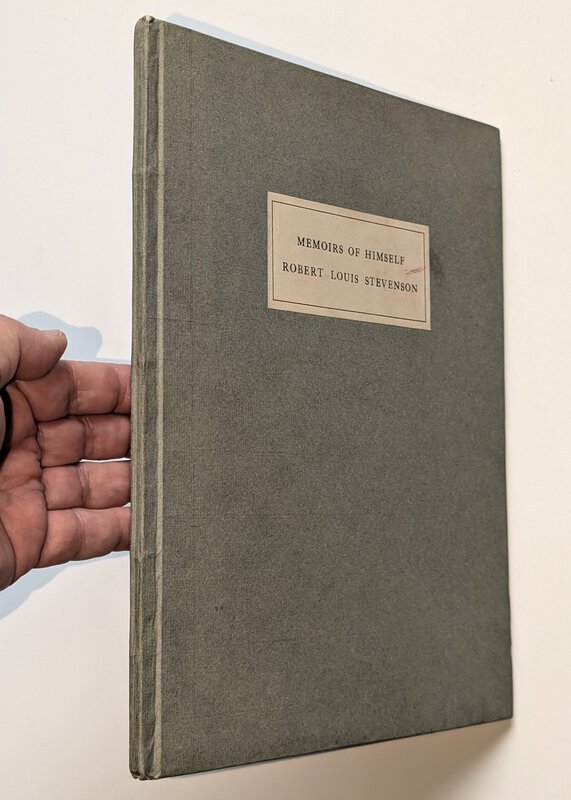 MEMOIRS OF HIMSELF
ROBERT LOUIS STEVENSON